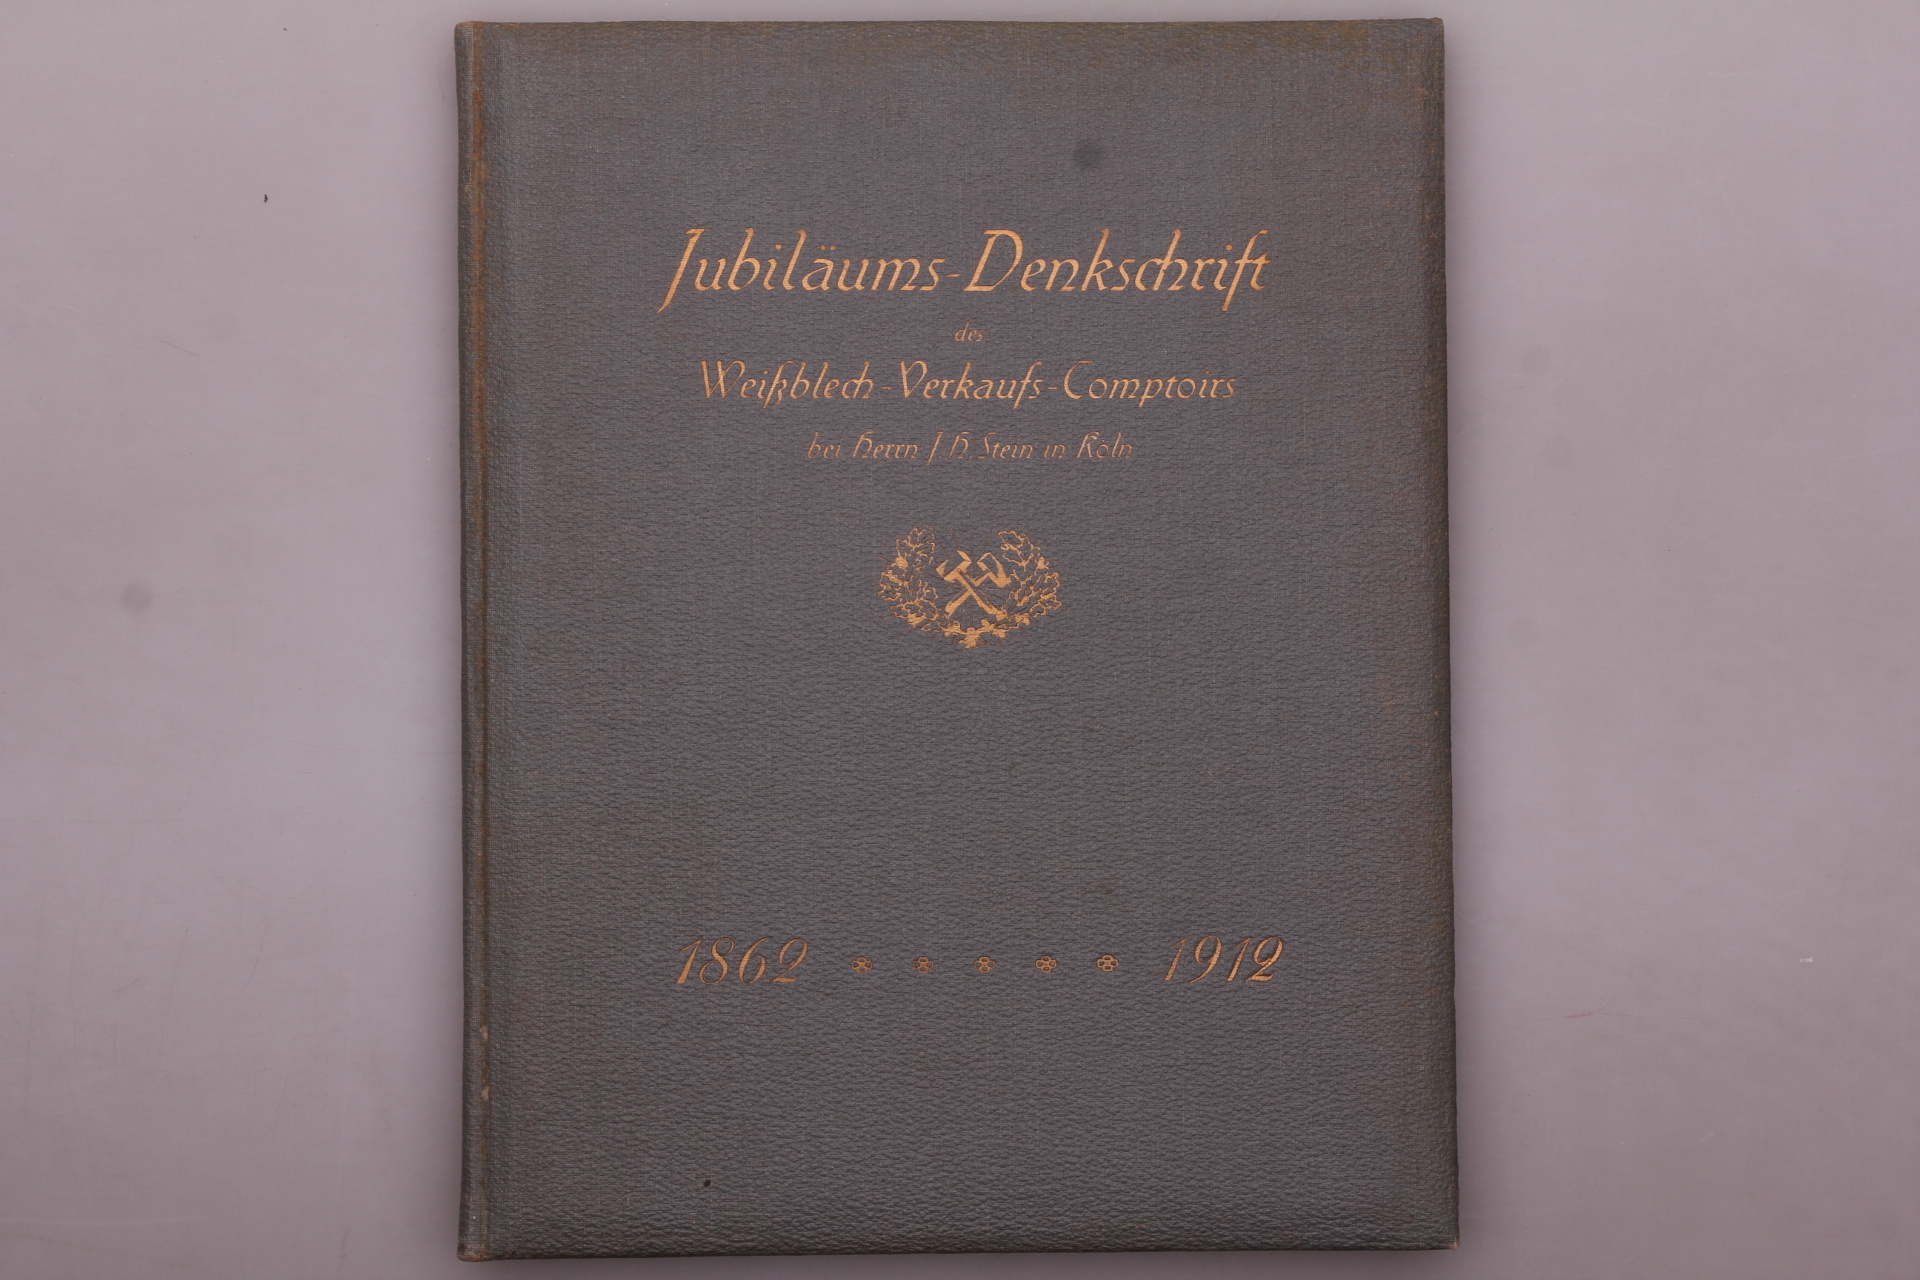 Jubiläums-Denkschrift
des
Weißblech-Verkaufs-Comptoirs
bei Herrn J. H. Stein in Köln
1862 1912